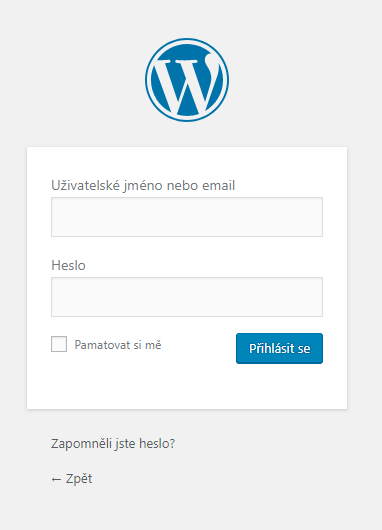 Uživatelské jméno nebo email
Heslo
Pamatovat si mě
Přihlásit se
Zapomněli jste heslo?
← Zpět